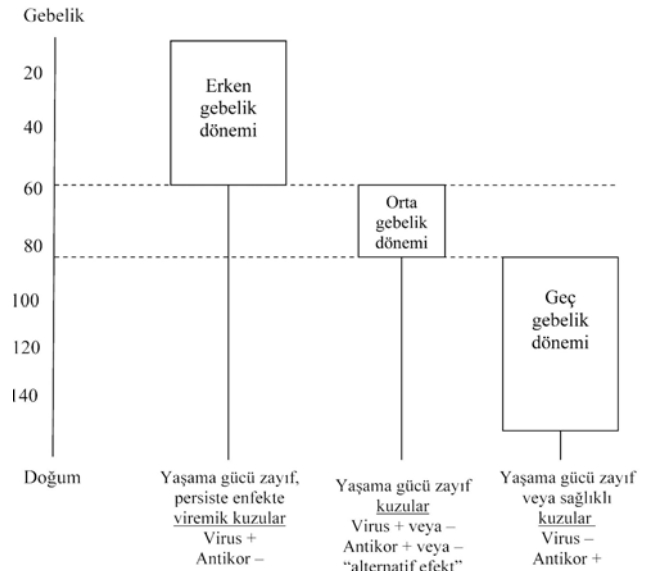 Gebelik
20
40
60
80
100
120
140
Doğum
Erken
gebelik
dönemi
Orta
gebelik
dönemi
Geç
gebelik
dönemi
Yaşama gücü zayıf,
persiste enfekte
viremik kuzular
Virus +
Antikor –
Yaşama gücü zayıf
kuzular
Virus + veya –
Antikor + veya –
“alternatif efekt”
Yaşama gücü zayıf
veya sağlıklı
kuzular
Virus –
Antikor +